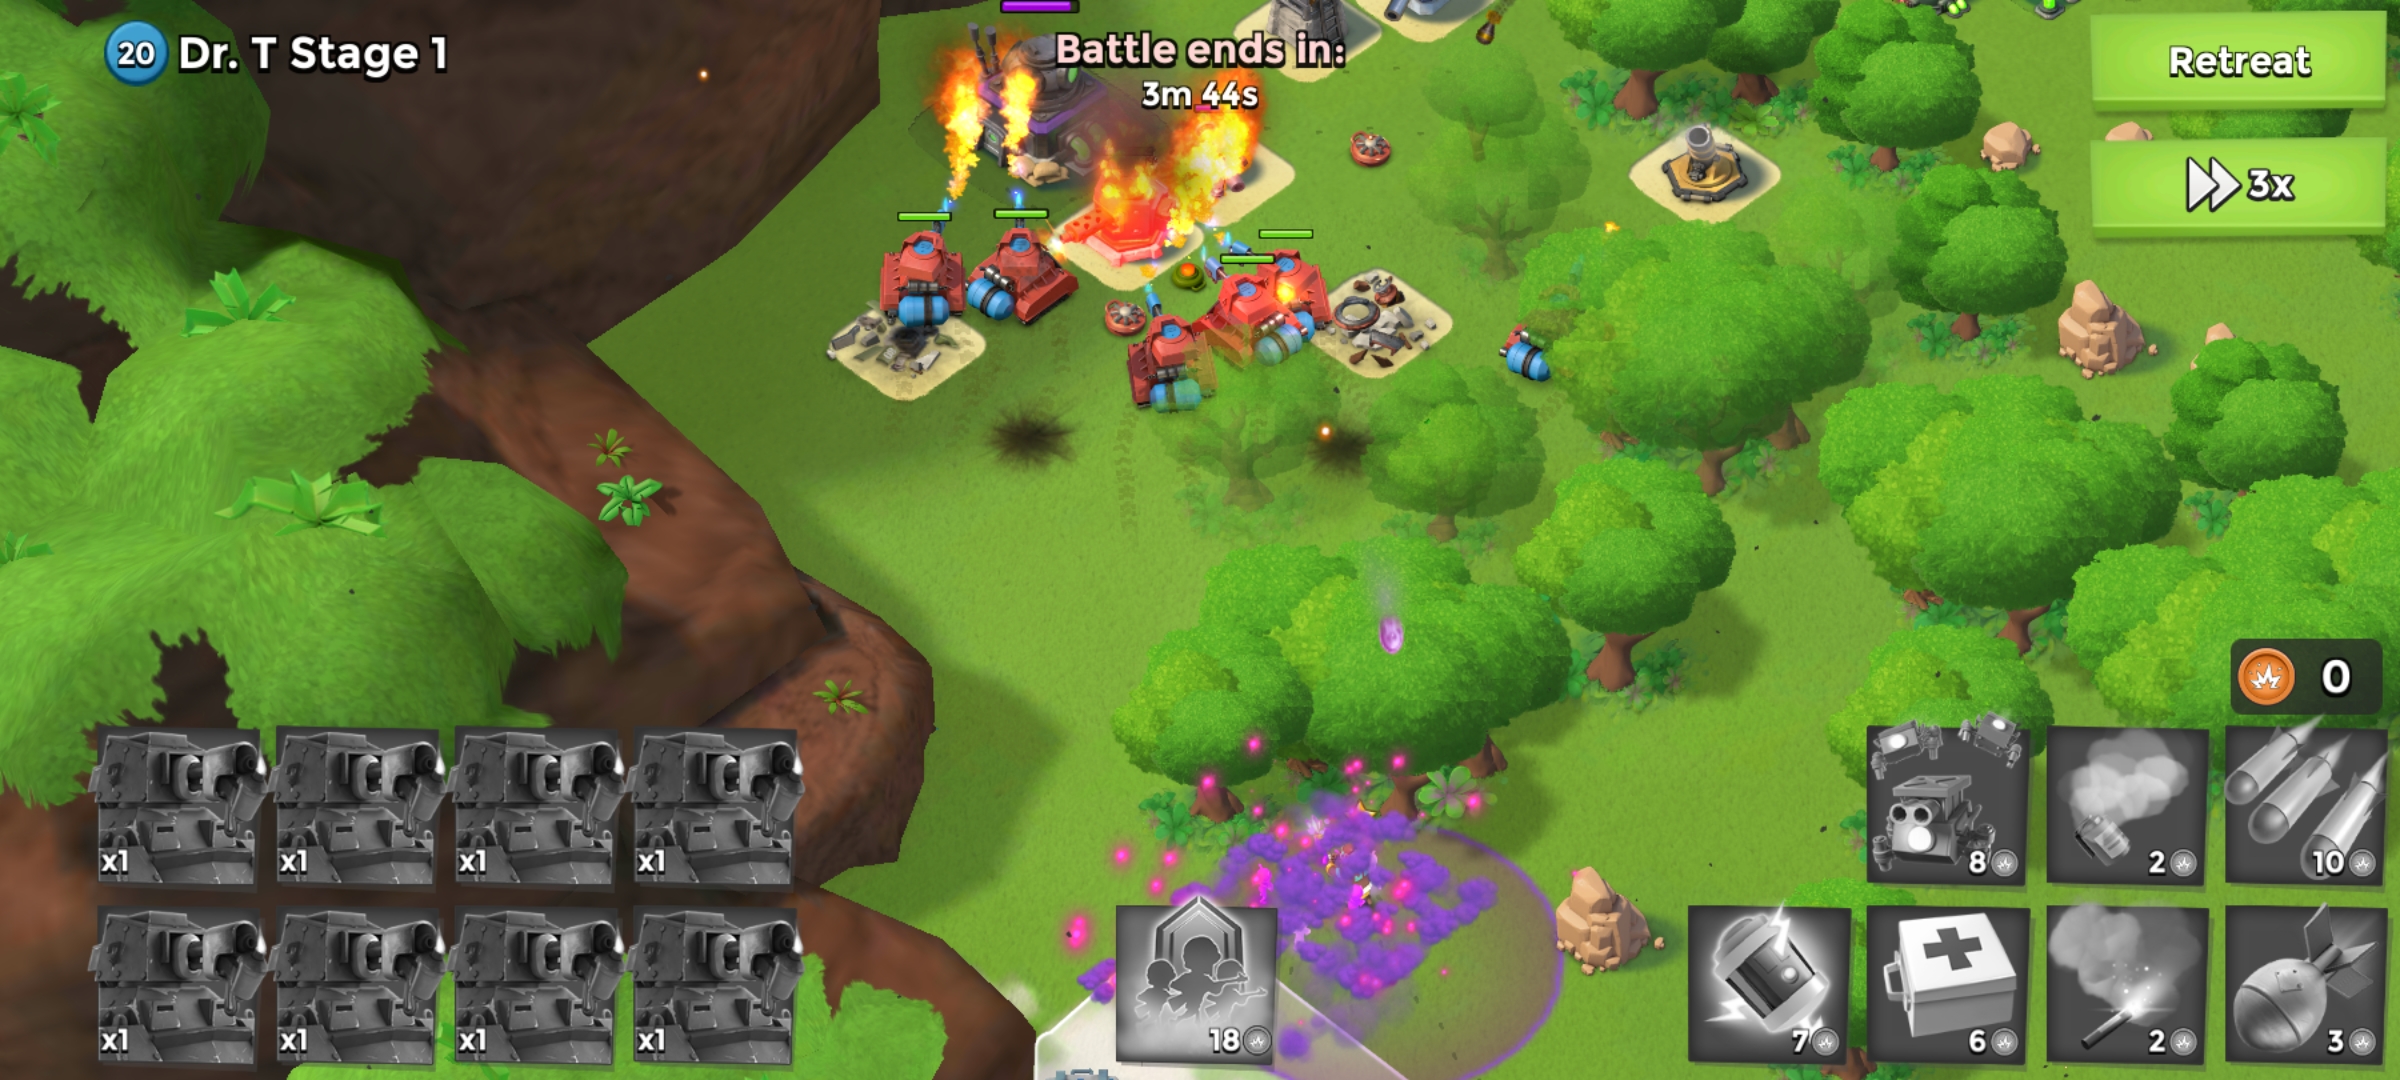 20 Dr. T Stage 1
Battle ends in:
3m 44s
Retreat
3x
0
x1 x1 x1 x1
8 2 10
x1 x1 x1 x1
18 7 6 2 3